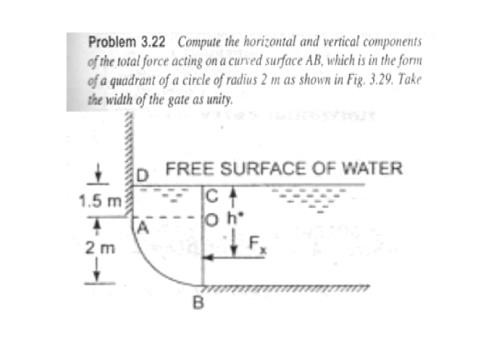 Problem 3.22 Compute the horizontal and vertical components
of the total force acting on a curved surface AB, which is in the form
of a quadrant of a circle of radius 2 m as shown in Fig. 3.29. Take
the width of the gate as unity.
D FREE SURFACE OF WATER
1.5 m
C
A
O h*
2 m
Fx
B